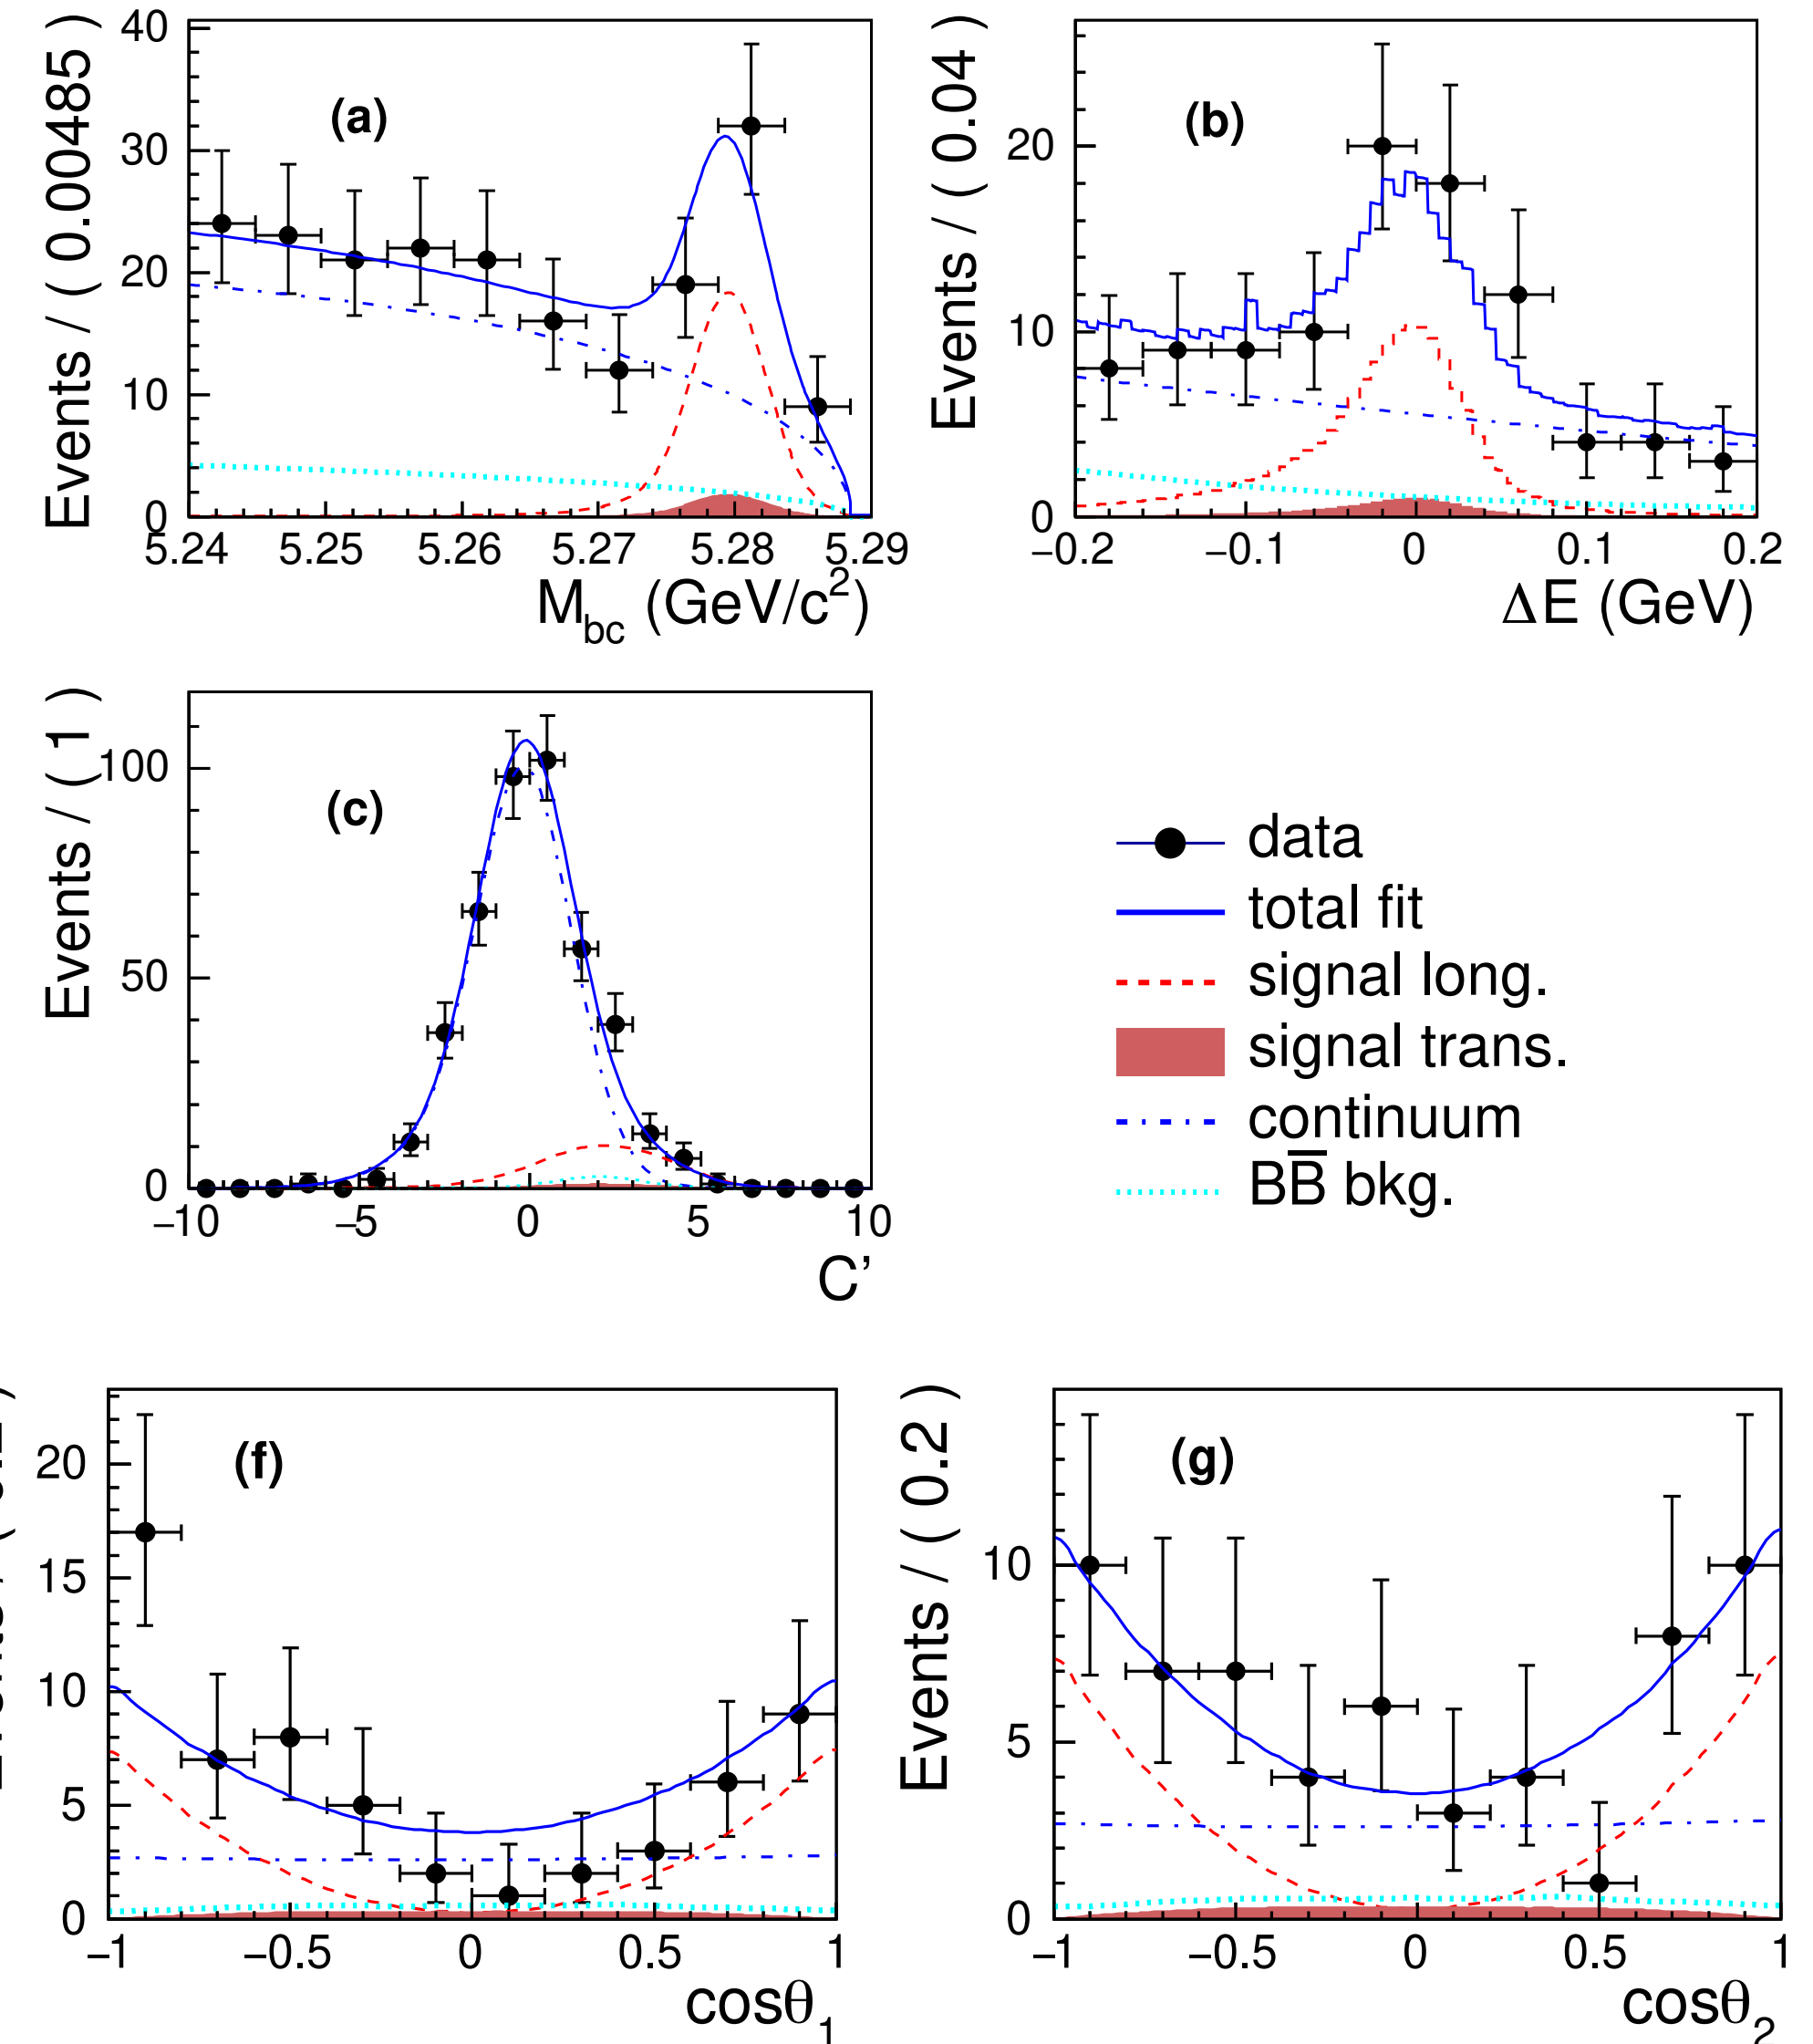 Events / ( 0.00485)
40
30
20
10
0
(a)
5.24 5.25 5.26 5.27 5.28 5.29
M_bc (GeV/c²)
Events / ( 0.04 )
20
10
0
(b)
−0.2 −0.1 0 0.1 0.2
ΔE (GeV)
Events / ( 1 )
100
50
0
(c)
−10 −5 0 5 10
C’
data
total fit
signal long.
signal trans.
continuum
BB̅ bkg.
20
15
10
5
0
(f)
−1 −0.5 0 0.5 1
cosθ₁
Events / ( 0.2 )
10
5
0
(g)
−1 −0.5 0 0.5 1
cosθ₂